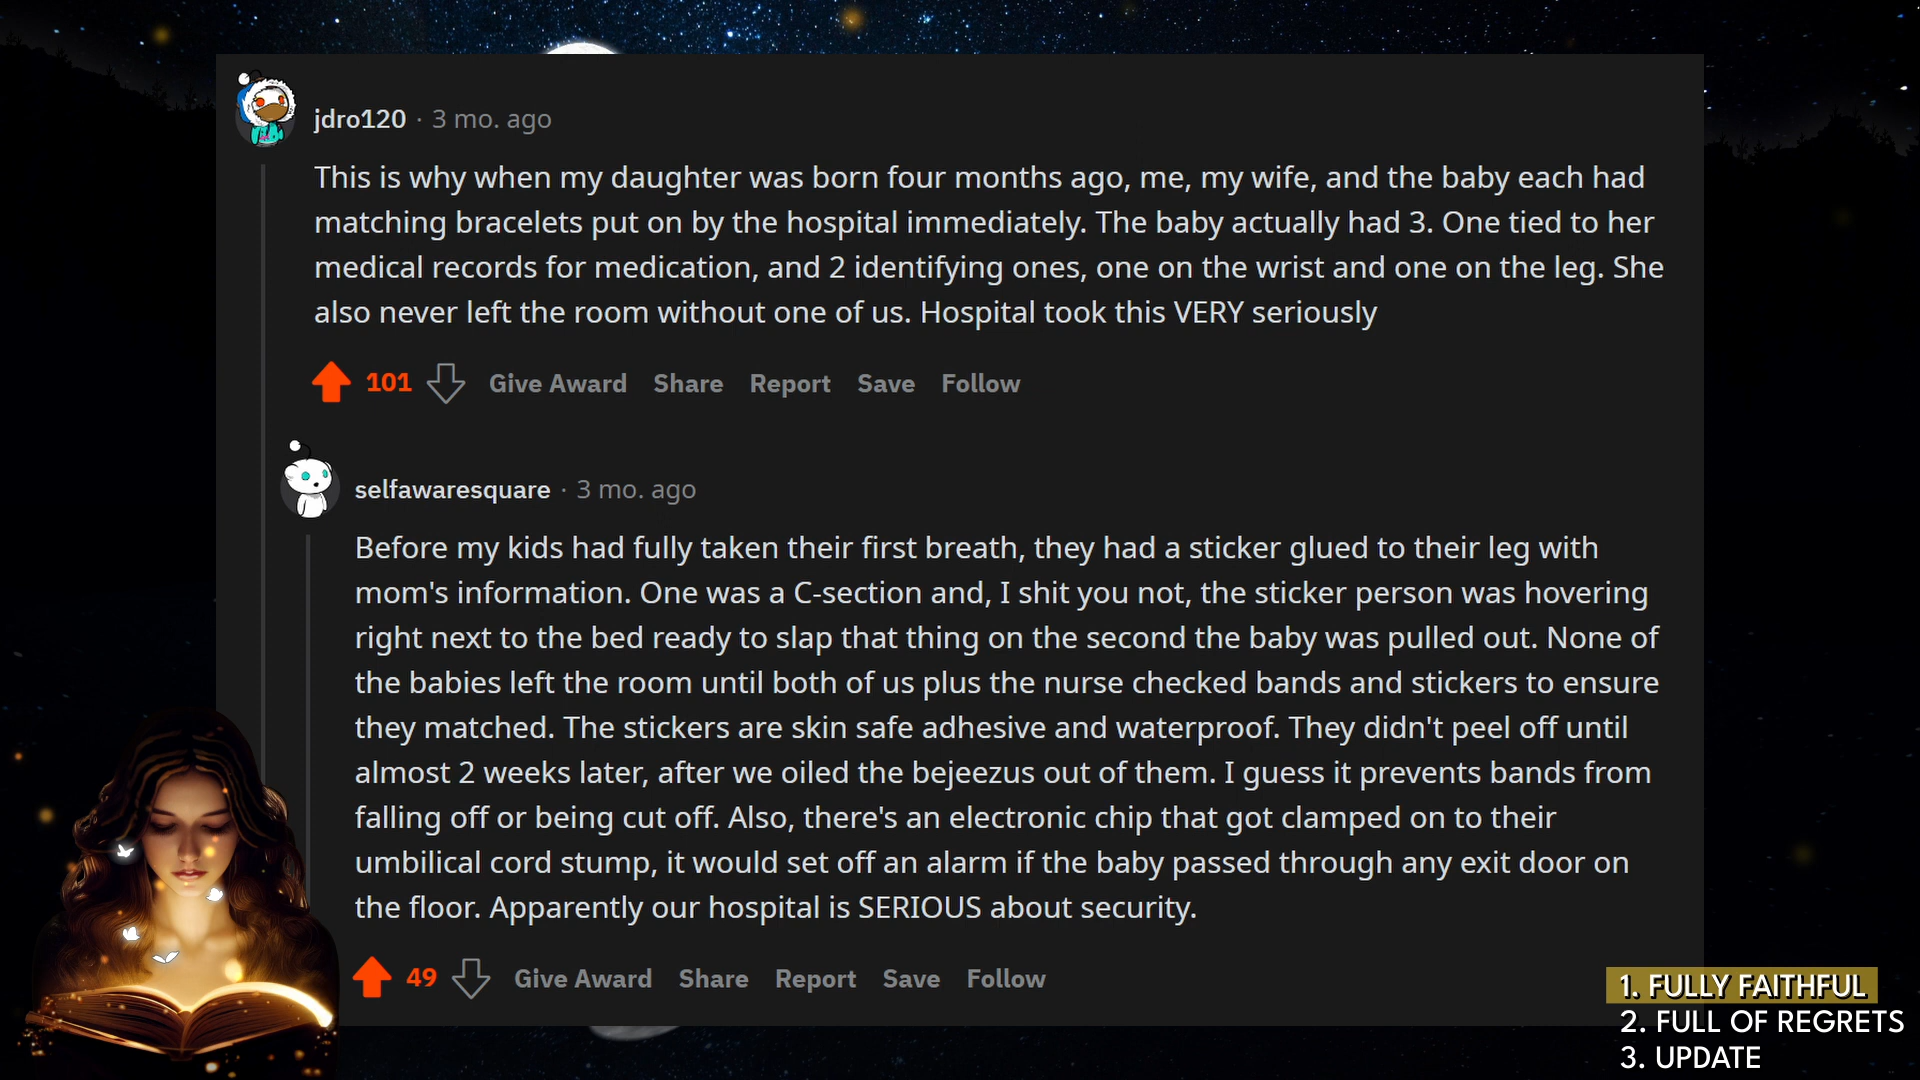 jdro120 · 3 mo. ago
This is why when my daughter was born four months ago, me, my wife, and the baby each had
matching bracelets put on by the hospital immediately. The baby actually had 3. One tied to her
medical records for medication, and 2 identifying ones, one on the wrist and one on the leg. She
also never left the room without one of us. Hospital took this VERY seriously
101 Give Award Share Report Save Follow
selfawaresquare · 3 mo. ago
Before my kids had fully taken their first breath, they had a sticker glued to their leg with
mom's information. One was a C-section and, I shit you not, the sticker person was hovering
right next to the bed ready to slap that thing on the second the baby was pulled out. None of
the babies left the room until both of us plus the nurse checked bands and stickers to ensure
they matched. The stickers are skin safe adhesive and waterproof. They didn't peel off until
almost 2 weeks later, after we oiled the bejeezus out of them. I guess it prevents bands from
falling off or being cut off. Also, there's an electronic chip that got clamped on to their
umbilical cord stump, it would set off an alarm if the baby passed through any exit door on
the floor. Apparently our hospital is SERIOUS about security.
49 Give Award Share Report Save Follow
1. FULLY FAITHFUL
2. FULL OF REGRETS
3. UPDATE